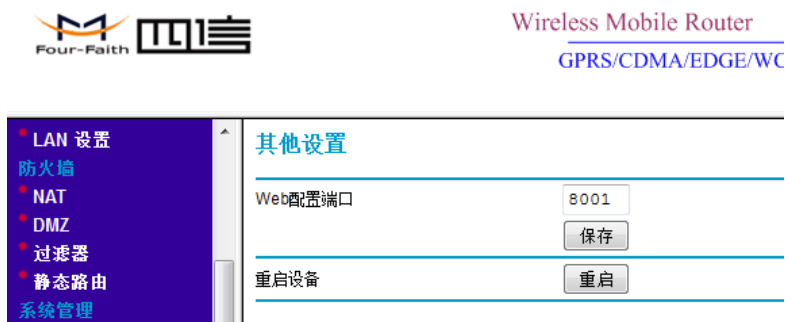 Four-Faith 四信
Wireless Mobile Router
GPRS/CDMA/EDGE/WC
LAN 设置
防火墙
NAT
DMZ
过滤器
静态路由
系统管理
其他设置
Web配置端口 8001
保存
重启设备 重启